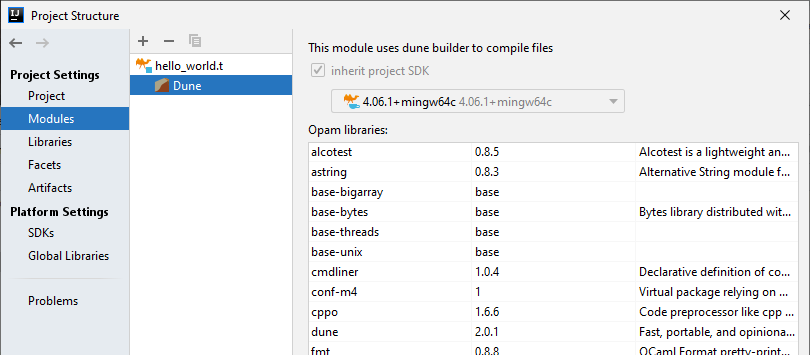 IJ Project Structure
Project Settings
Project
Modules
Libraries
Facets
Artifacts
Platform Settings
SDKs
Global Libraries
Problems
hello_world.t
Dune
This module uses dune builder to compile files
inherit project SDK
4.06.1+mingw64c 4.06.1+mingw64c
Opam libraries:
alcotest 0.8.5 Alcotest is a lightweight an...
astring 0.8.3 Alternative String module f...
base-bigarray base
base-bytes base Bytes library distributed wit...
base-threads base
base-unix base
cmdliner 1.0.4 Declarative definition of co...
conf-m4 1 Virtual package relying on ...
cppo 1.6.6 Code preprocessor like cpp ...
dune 2.0.1 Fast, portable, and opiniona...
fmt 0.8.8 OCaml Format pretty-print...